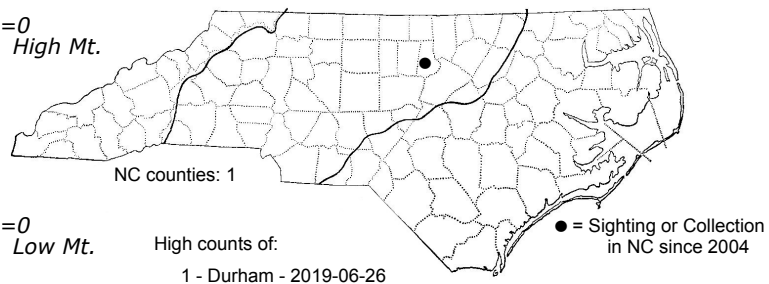 =0
High Mt.
NC counties: 1
=0
Low Mt.
High counts of:
1 - Durham - 2019-06-26
● = Sighting or Collection
in NC since 2004